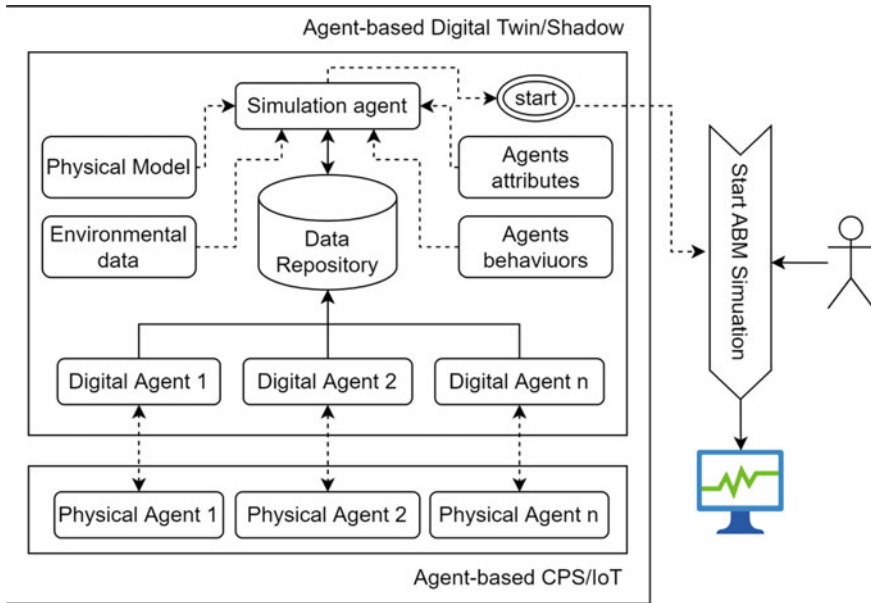 Agent-based Digital Twin/Shadow
Simulation agent
start
Physical Model
Agents
attributes
Environmental
data
Data
Repository
Agents
behaviuors
Start ABM Simuation
Digital Agent 1
Digital Agent 2
Digital Agent n
Physical Agent 1
Physical Agent 2
Physical Agent n
Agent-based CPS/IoT